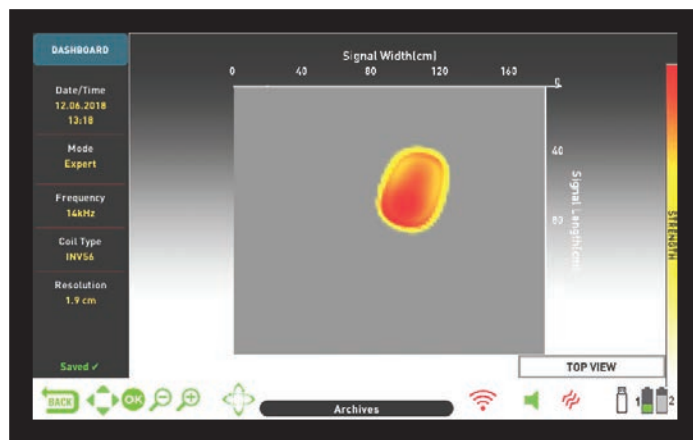 DASHBOARD
Date/Time
12.06.2018
13:18
Mode
Expert
Frequency
14kHz
Coil Type
INV56
Resolution
1.9 cm
Saved ✓
Signal Width(cm)
0 40 80 120 160
40
80
Signal Length(cm)
STRENGTH
TOP VIEW
BACK
OK
Archives
1
2